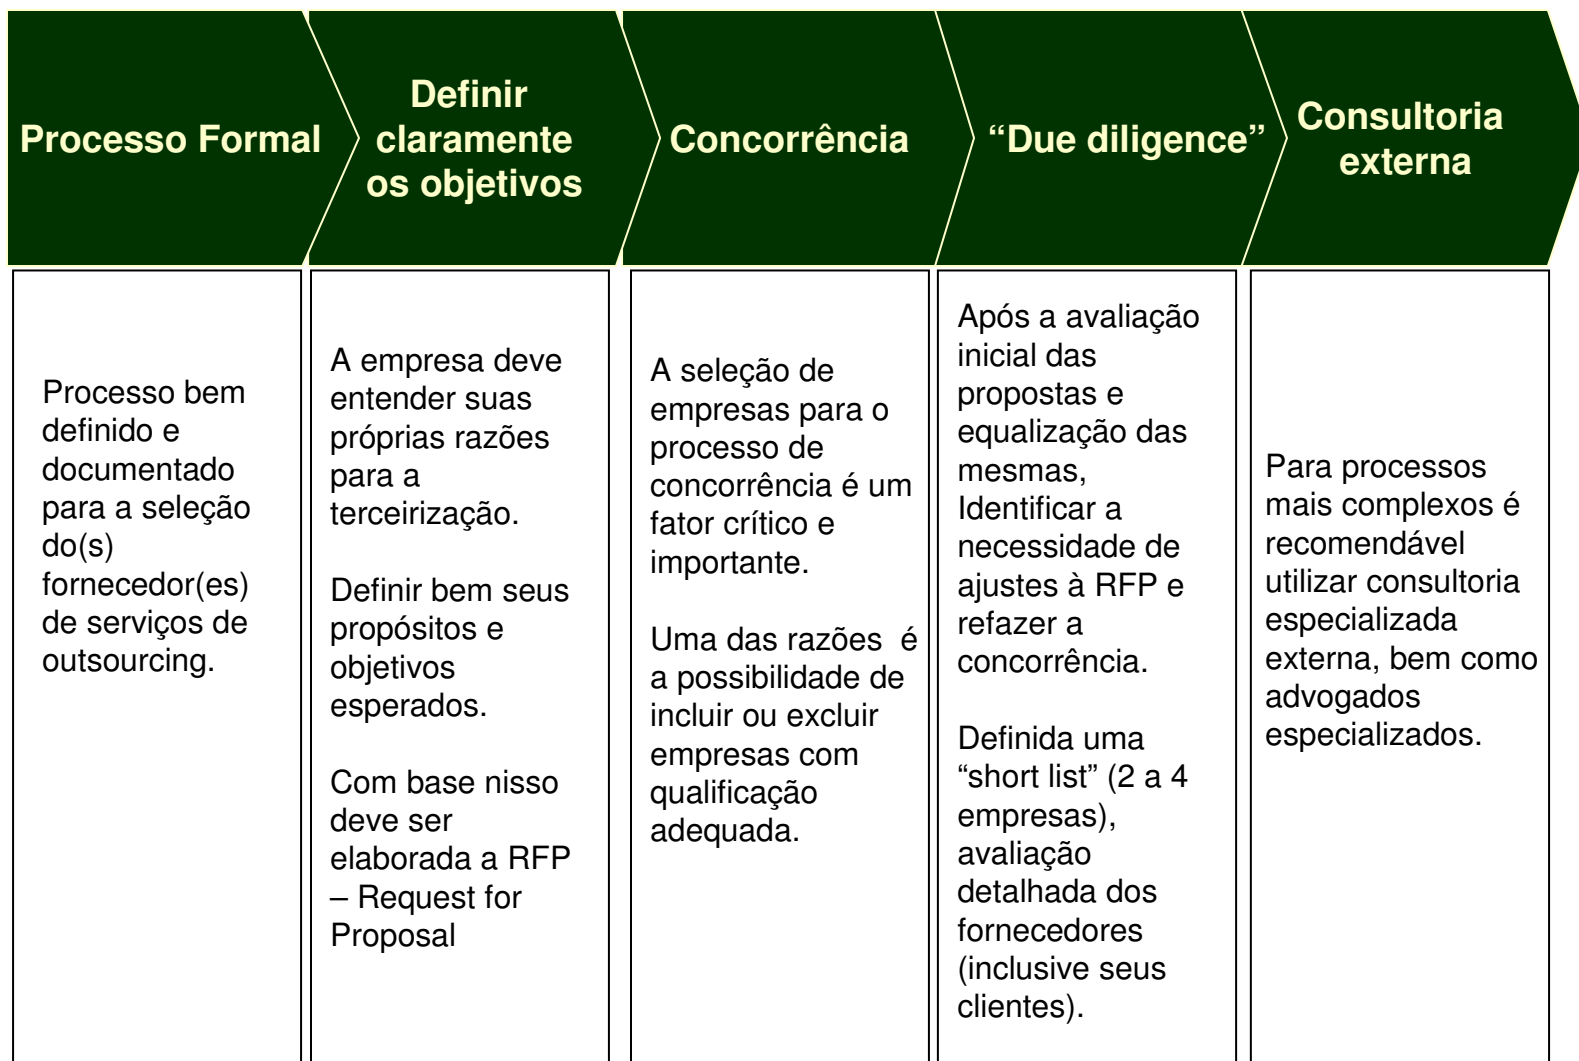 Processo Formal
Definir
claramente
os objetivos
Concorrência
“Due diligence”
Consultoria
externa
Processo bem
definido e
documentado
para a seleção
do(s)
fornecedor(es)
de serviços de
outsourcing.
A empresa deve
entender suas
próprias razões
para a
terceirização.
Definir bem seus
propósitos e
objetivos
esperados.
Com base nisso
deve ser
elaborada a RFP
– Request for
Proposal
A seleção de
empresas para o
processo de
concorrência é um
fator crítico e
importante.
Uma das razões  é
a possibilidade de
incluir ou excluir
empresas com
qualificação
adequada.
Após a avaliação
inicial das
propostas e
equalização das
mesmas,
Identificar a
necessidade de
ajustes à RFP e
refazer a
concorrência.
Definida uma
“short list” (2 a 4
empresas),
avaliação
detalhada dos
fornecedores
(inclusive seus
clientes).
Para processos
mais complexos é
recomendável
utilizar consultoria
especializada
externa, bem como
advogados
especializados.